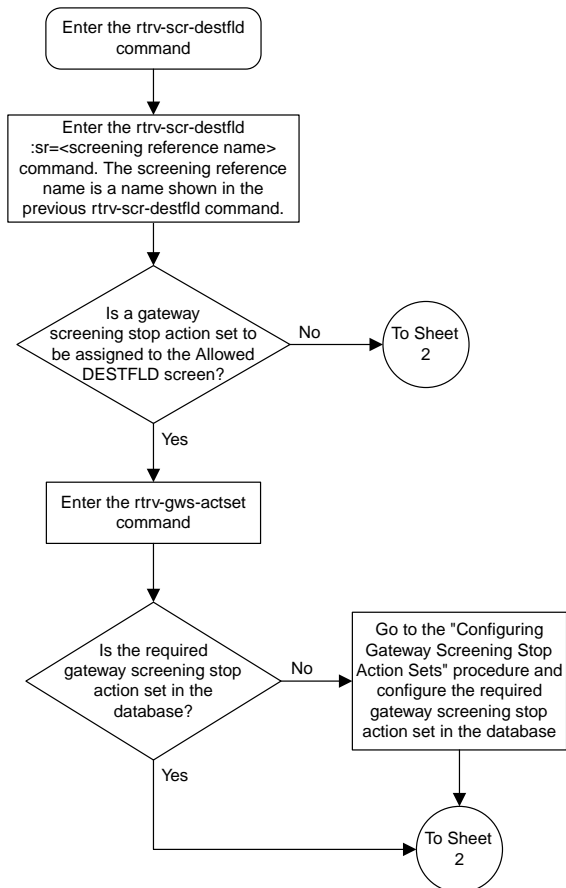 Enter the rtrv-scr-destfld
command
Enter the rtrv-scr-destfld
:sr=<screening reference name>
command. The screening reference
name is a name shown in the
previous rtrv-scr-destfld command.
Is a gateway
screening stop action set to
be assigned to the Allowed
DESTFLD screen?
No
To Sheet
2
Yes
Enter the rtrv-gws-actset
command
Is the required
gateway screening stop
action set in the
database?
No
Go to the "Configuring
Gateway Screening Stop
Action Sets" procedure and
configure the required
gateway screening stop
action set in the database
Yes
To Sheet
2